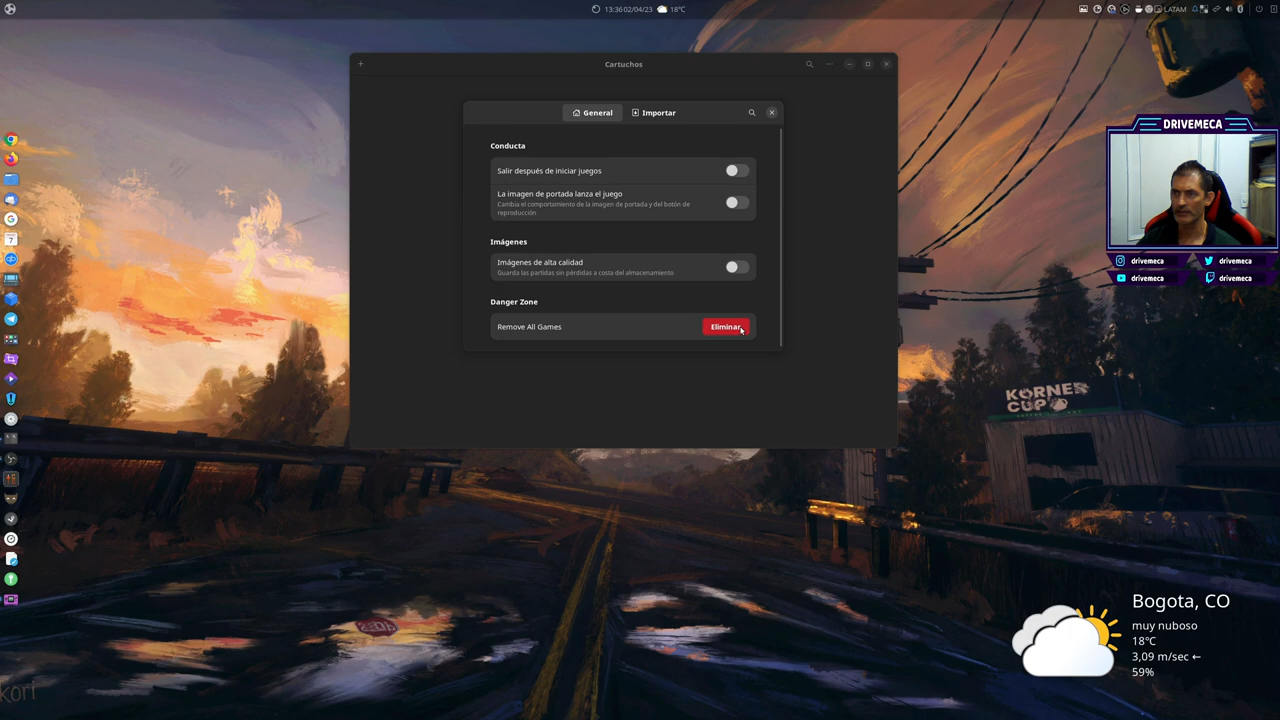 13:36 02/04/23 18°C
LATAM
Cartuchos
General
Importar
Conducta
Salir después de iniciar juegos
La imagen de portada lanza el juego
Cambia el comportamiento de la imagen de portada y del botón de
reproducción
Imágenes
Imágenes de alta calidad
Guarda las partidas sin pérdidas a costa del almacenamiento
Danger Zone
Remove All Games
Eliminar
DRIVEMECA
drivemeca
drivemeca
drivemeca
drivemeca
KORNER
CUP
Bogota, CO
muy nuboso
18°C
3,09 m/sec ←
59%
kori